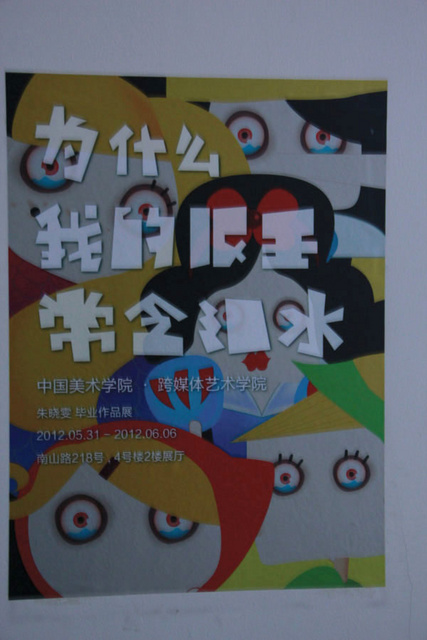 为什么
我的眼里
常含泪水
中国美术学院 · 跨媒体艺术学院
朱晓雯 毕业作品展
2012.05.31 – 2012.06.06
南山路218号，4号楼2楼展厅